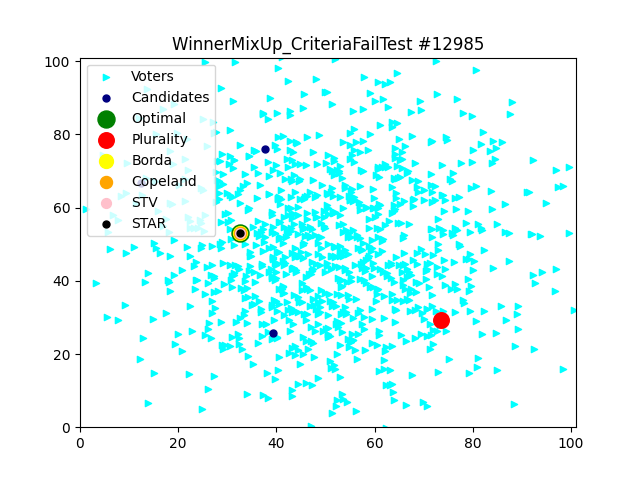 WinnerMixUp_CriteriaFailTest #12985
Voters
Candidates
Optimal
Plurality
Borda
Copeland
STV
STAR
100
80
60
40
20
0
0 20 40 60 80 100